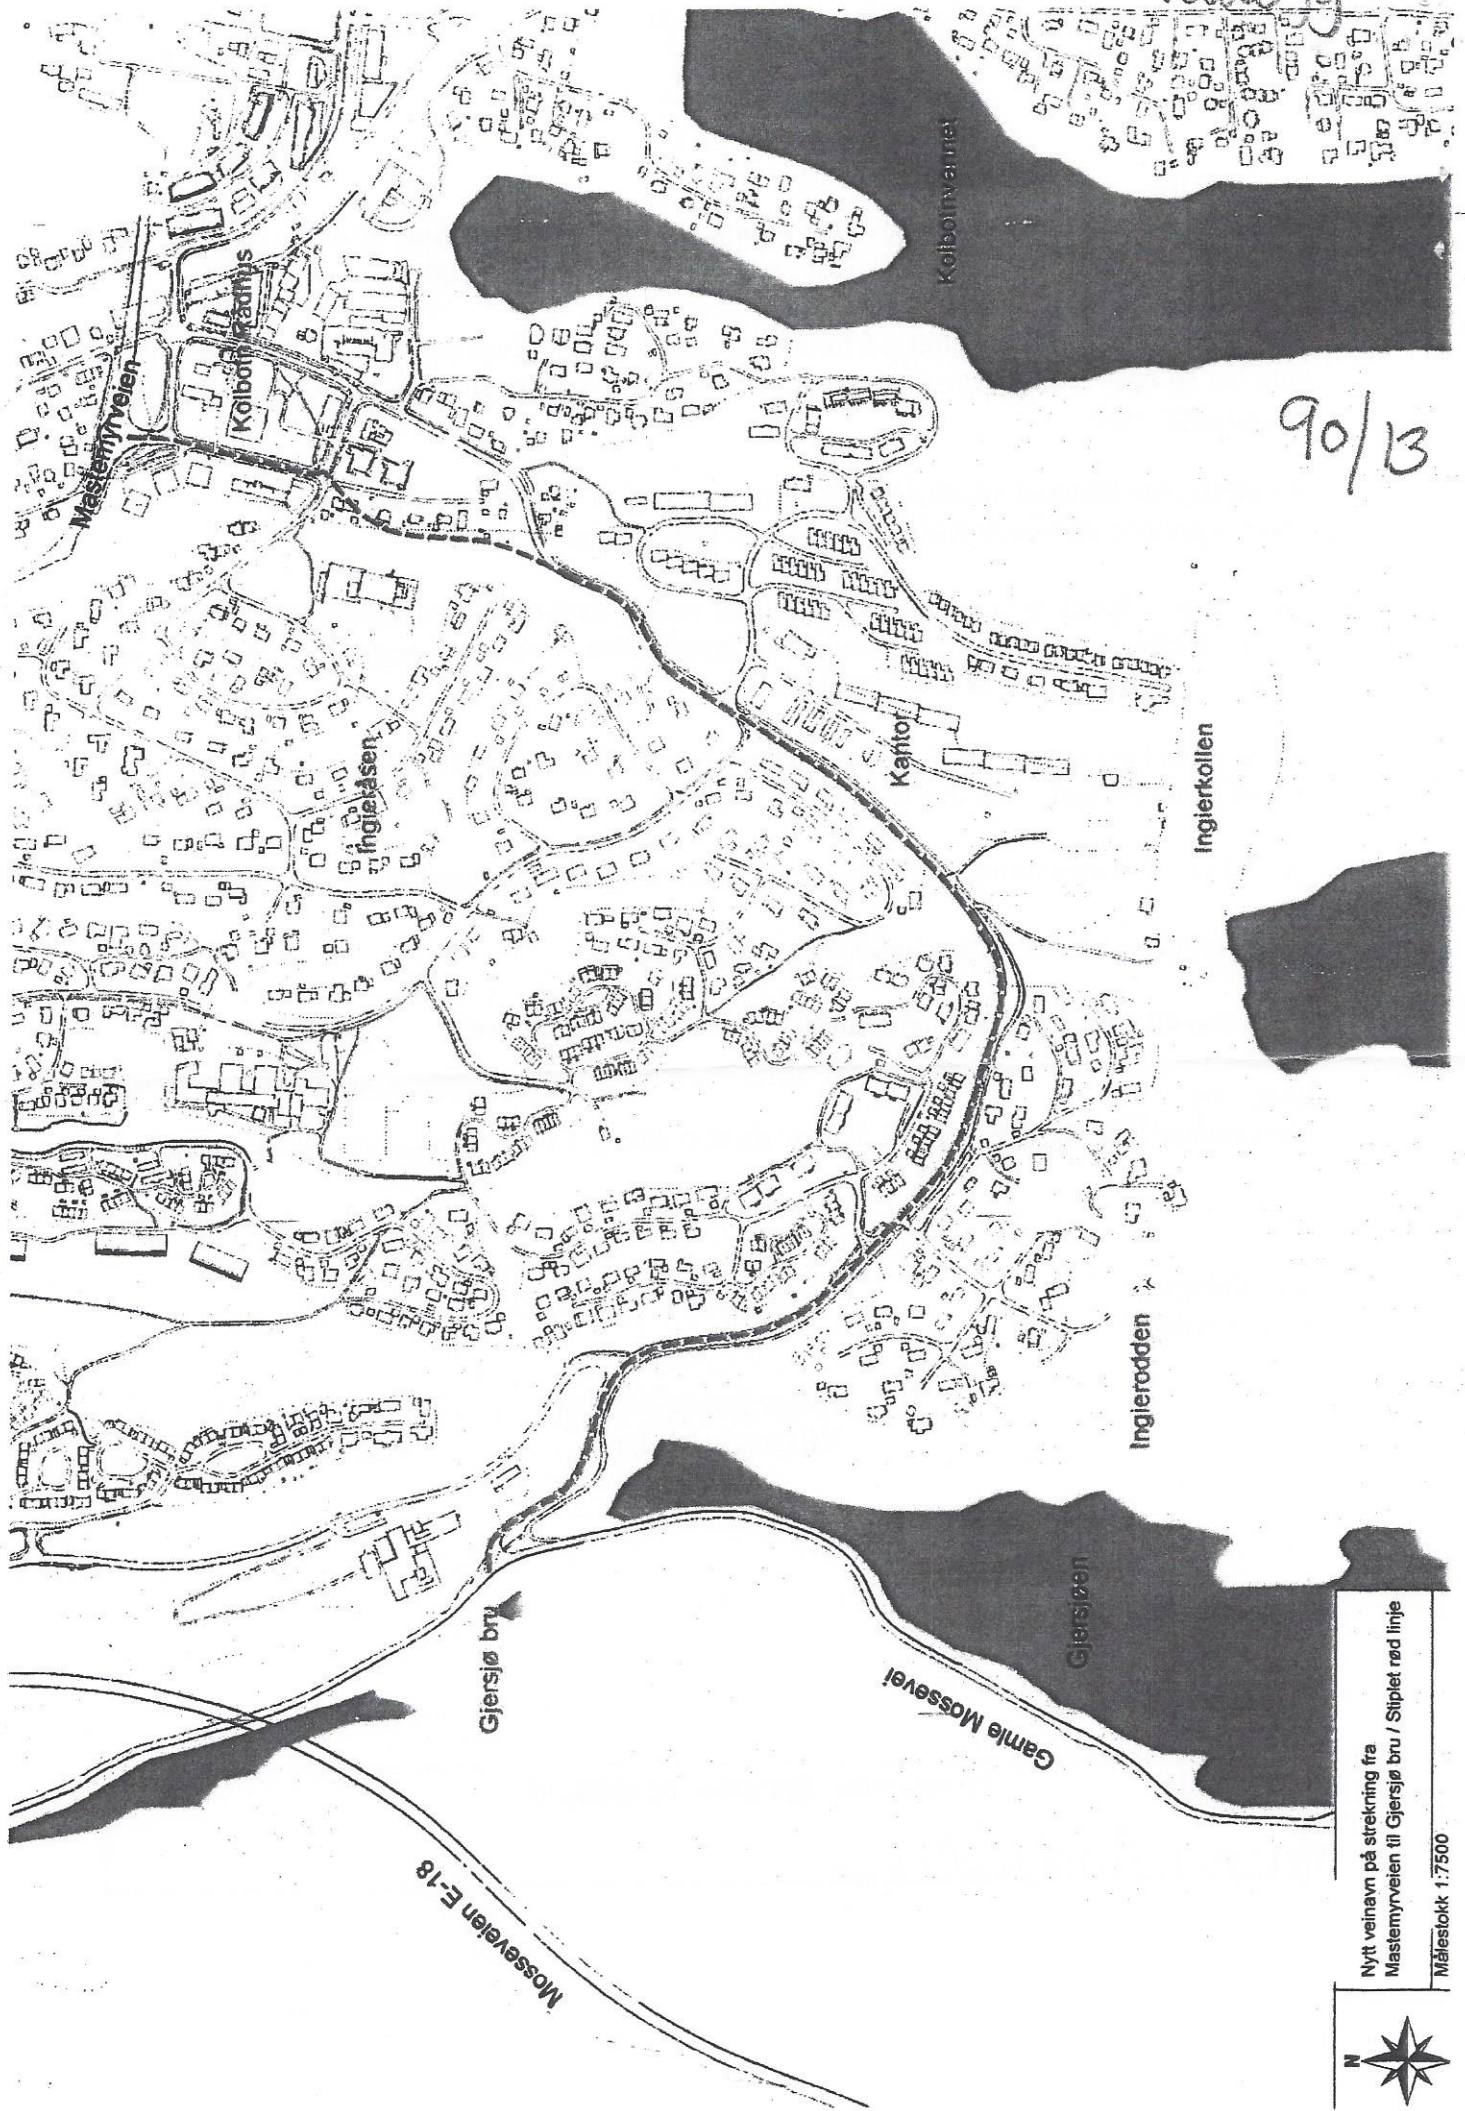 Mastemyrveien
Kolbotn Rådhus
Kolbotnvannet
90/13
Ingieråsen
Kantor
Ingierkollen
Ingierodden
Gjersjø bru
Gjersjøen
Gamle Mossevei
Mosseveien E-18
N
Nytt veinavn på strekning fra
Mastemyrveien til Gjersjø bru / Stiplet rød linje
Målestokk 1:7500